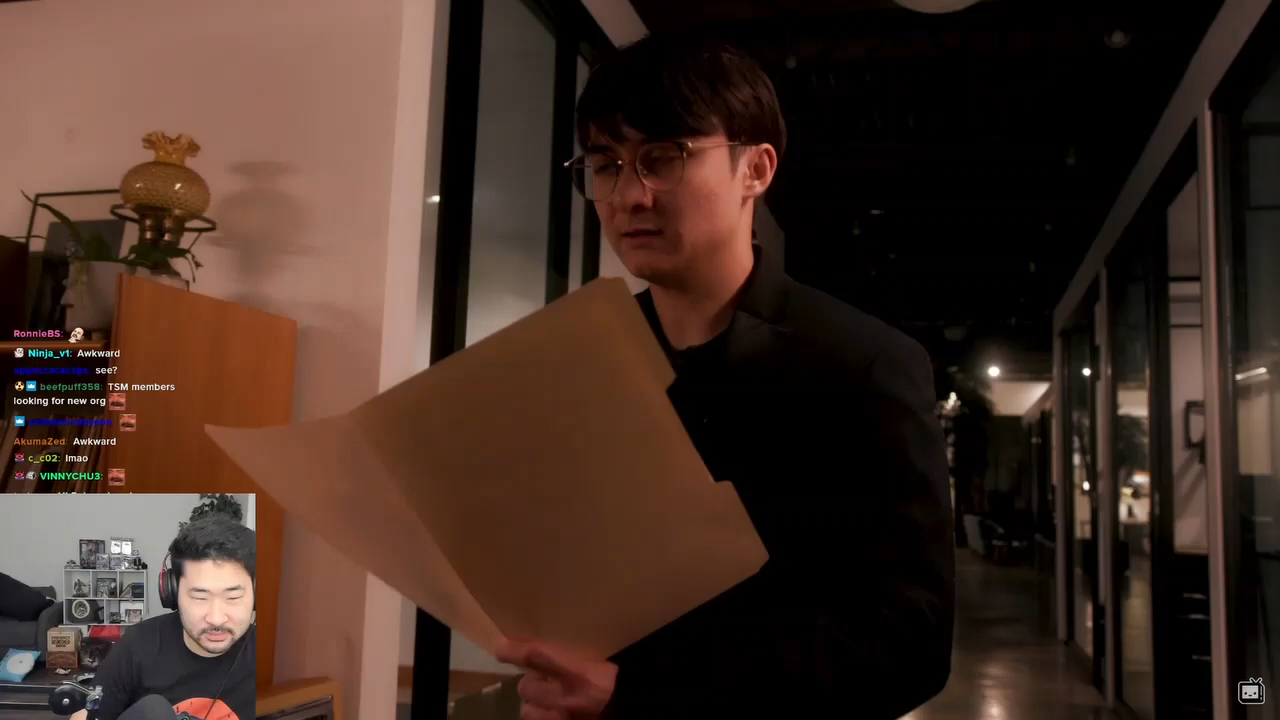 RonnieBS:
Ninja_v1: Awkward
see?
beefpuff358: TSM members
looking for new org
AkumaZed: Awkward
c_c02: lmao
VINNYCHU3: